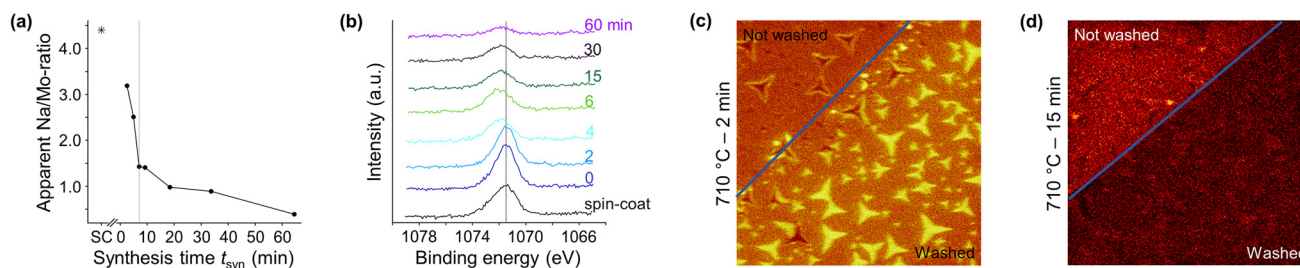 (a)
Apparent Na/Mo-ratio
4.0
3.0
2.0
1.0
SC 0 10 20 30 40 50 60
Synthesis time tsyn (min)
(b)
Intensity (a.u.)
60 min
30
15
6
4
2
0
spin-coat
1078 1074 1070 1066
Binding energy (eV)
(c)
710 °C – 2 min
Not washed
Washed
(d)
710 °C – 15 min
Not washed
Washed